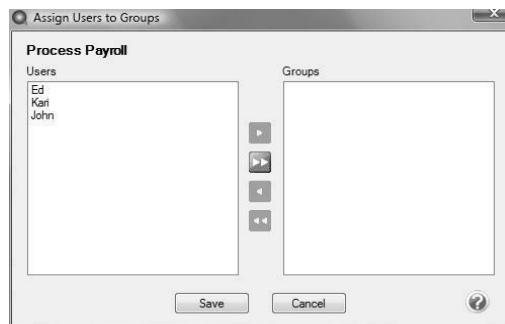 Assign Users to Groups
Process Payroll
Users
Groups
Ed
Kari
John
Save
Cancel
?